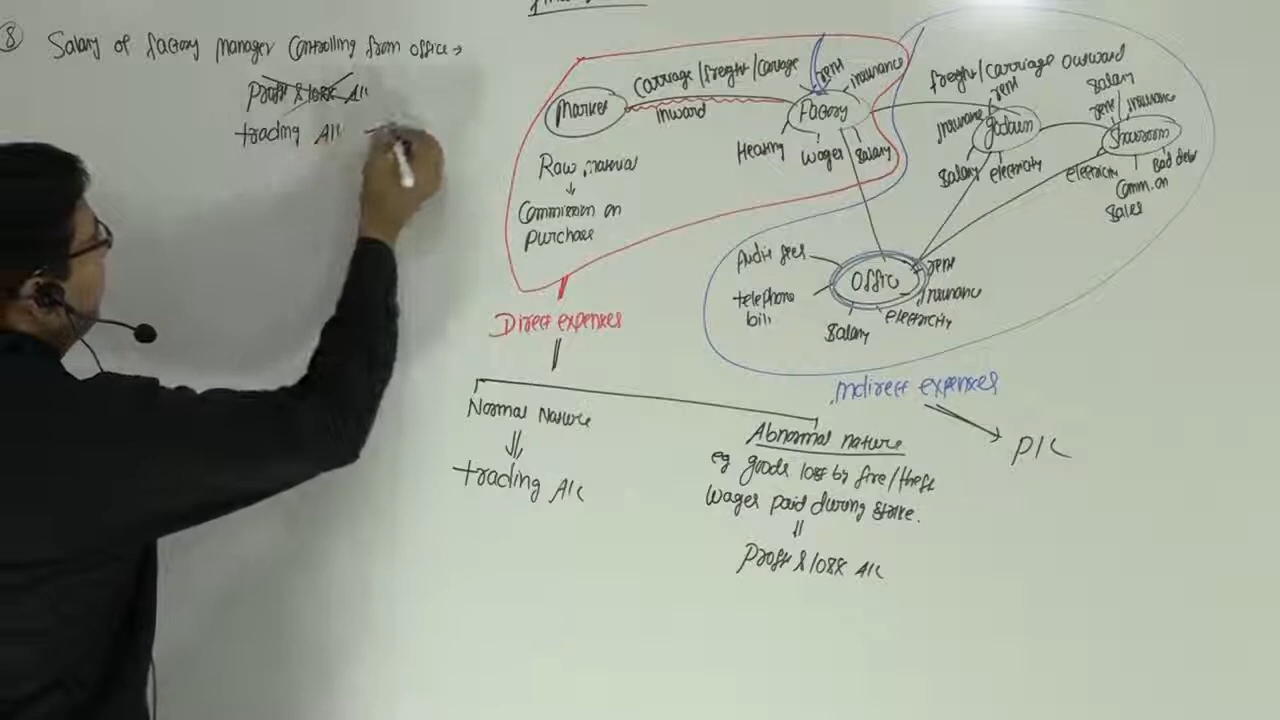 8 Salary of factory manager Controlling from office →
Profit & loss A/c
trading A/c
Market
Carriage/freight/cartage
Inward
Factory
rent
insurance
Heating
wages
salary
Raw material
↓
Commission on
purchase
freight/carriage outward
rent
Insurance
godown
salary
electricity
salary
rent/insurance
Showroom
electricity
Bad debt
Comm. on
sales
Audit fees
telephone
bill
office
rent
insurance
electricity
salary
Direct expenses
Indirect expenses
P/L
Normal Nature
trading A/c
Abnormal nature
eg goods loss by fire/theft
wages paid during strike.
Profit & loss A/c